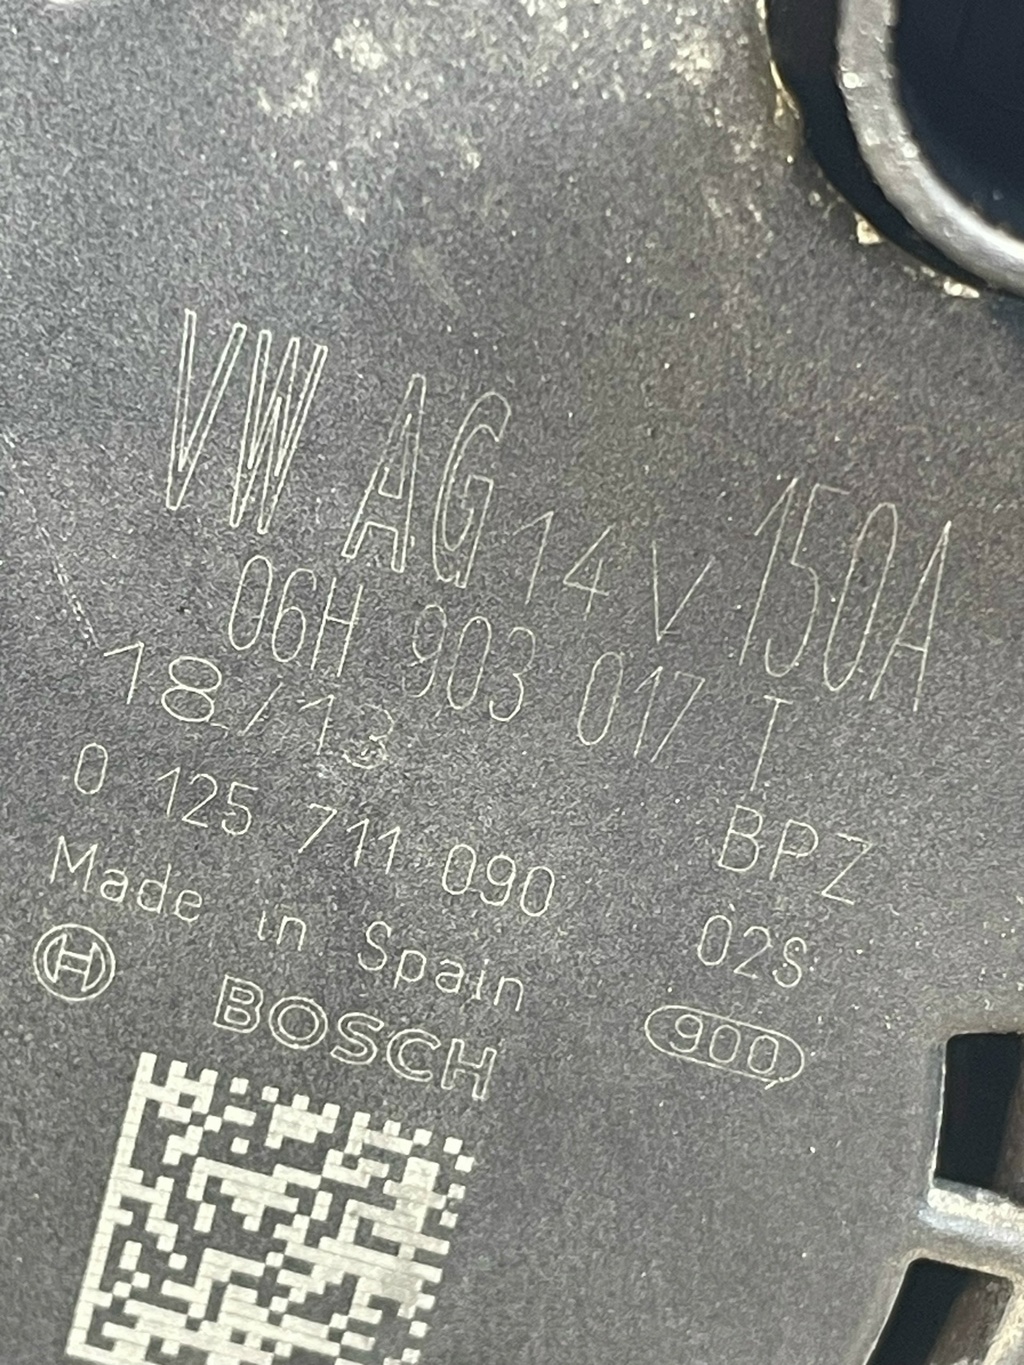 VW AG 14 V 150A
06H 903 017 T
18/13
0 125 711 090 BPZ
Made in Spain 02S
BOSCH 900